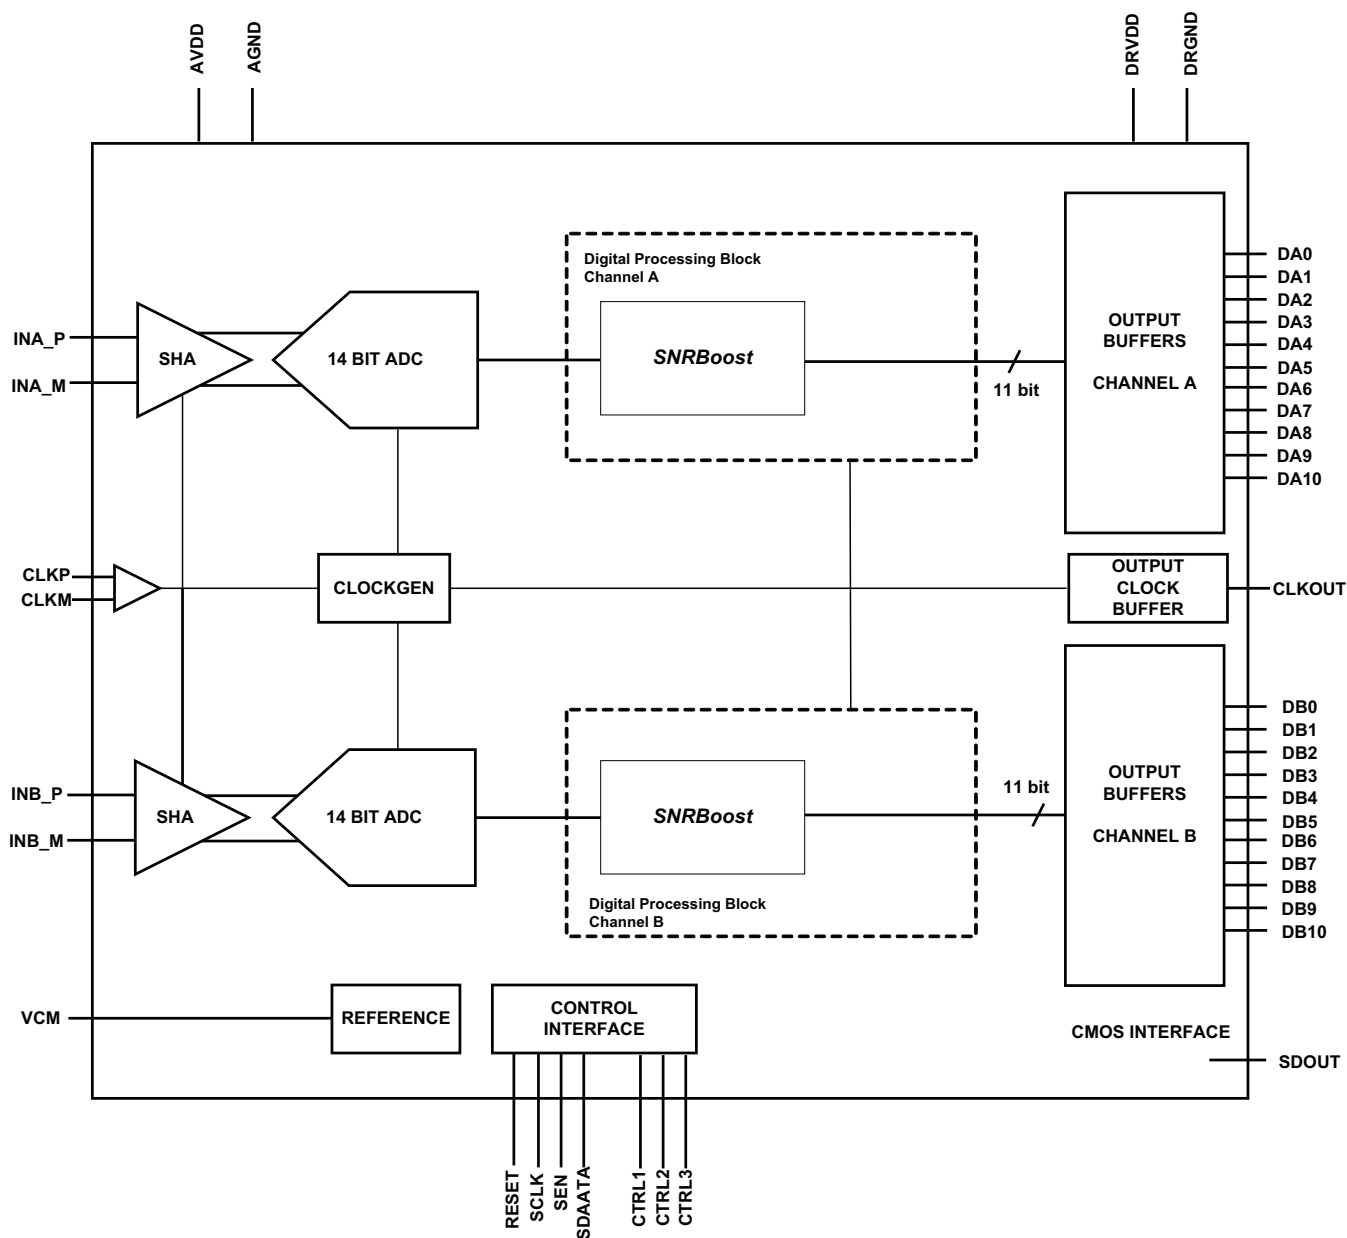 AVDD
AGND
DRVDD
DRGND
Digital Processing Block
Channel A
INA_P
INA_M
SHA
14 BIT ADC
SNRBoost
11 bit
OUTPUT
BUFFERS
CHANNEL A
DA0
DA1
DA2
DA3
DA4
DA5
DA6
DA7
DA8
DA9
DA10
CLKP
CLKM
CLOCKGEN
OUTPUT
CLOCK
BUFFER
CLKOUT
INB_P
INB_M
SHA
14 BIT ADC
SNRBoost
Digital Processing Block
Channel B
11 bit
OUTPUT
BUFFERS
CHANNEL B
DB0
DB1
DB2
DB3
DB4
DB5
DB6
DB7
DB8
DB9
DB10
VCM
REFERENCE
CONTROL
INTERFACE
CMOS INTERFACE
SDOUT
RESET
SCLK
SEN
SDAATA
CTRL1
CTRL2
CTRL3